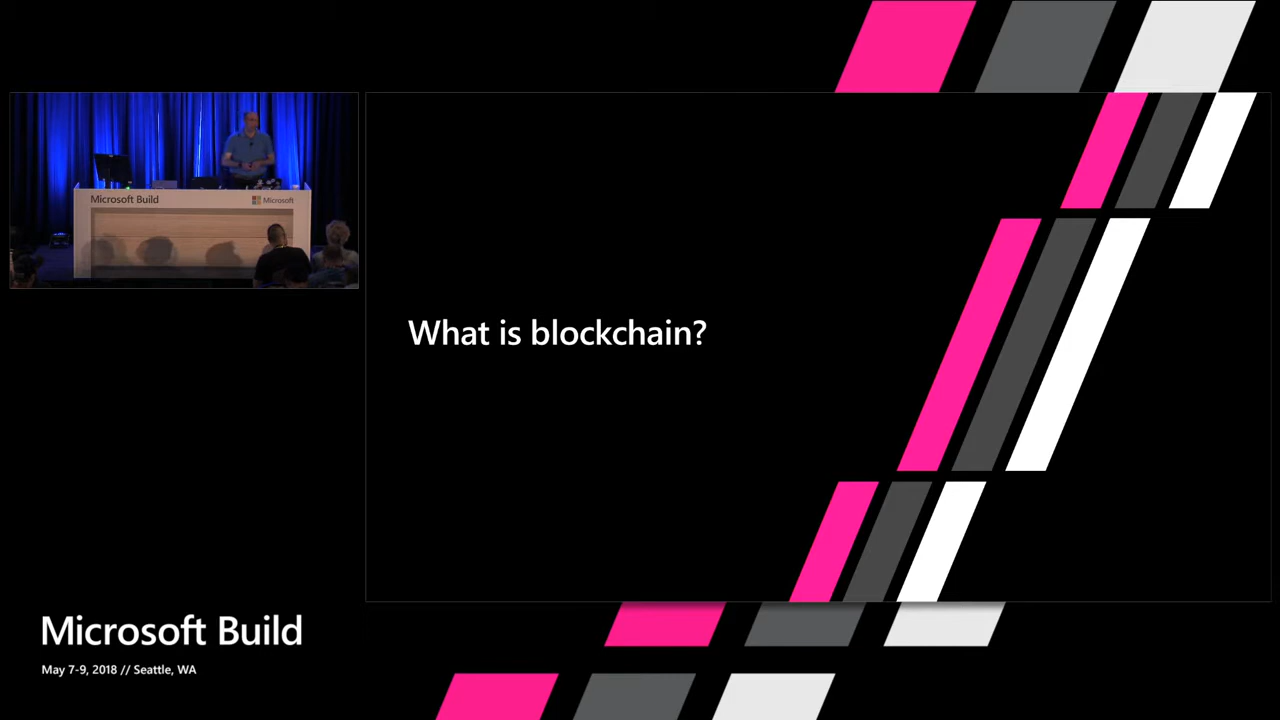 Microsoft Build
Microsoft
What is blockchain?
Microsoft Build
May 7-9, 2018 // Seattle, WA